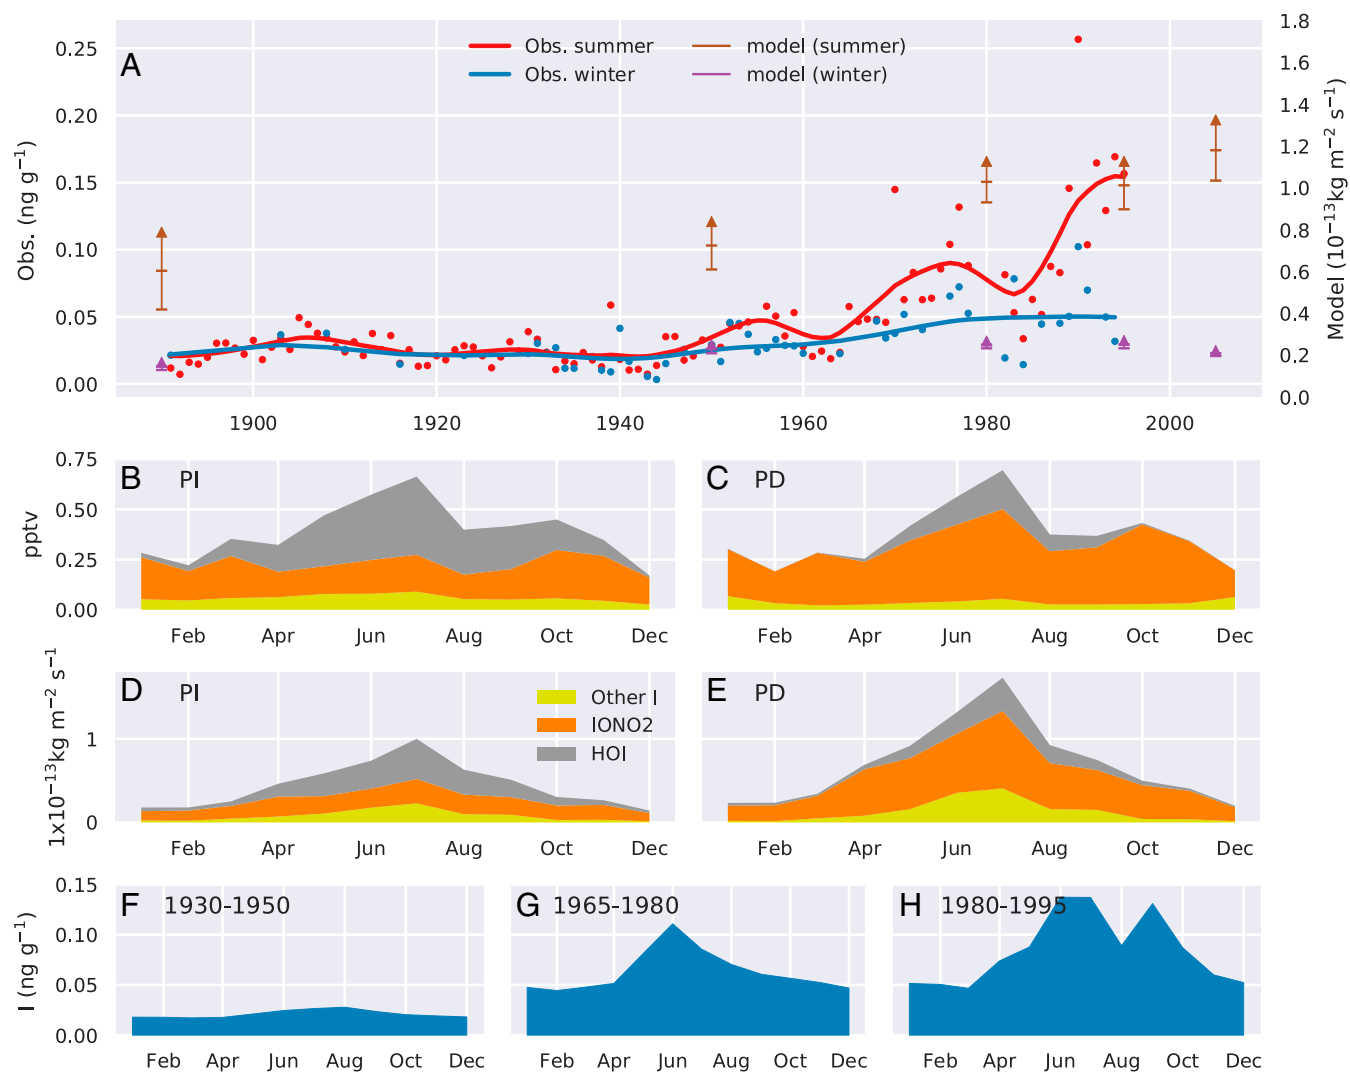 A
Obs. summer
Obs. winter
model (summer)
model (winter)
Obs. (ng g⁻¹)
0.25
0.20
0.15
0.10
0.05
0.00
Model (10⁻¹³kg m⁻² s⁻¹)
1.8
1.6
1.4
1.2
1.0
0.8
0.6
0.4
0.2
0.0
1900 1920 1940 1960 1980 2000
B PI
pptv
0.75
0.50
0.25
0.00
Feb Apr Jun Aug Oct Dec
C PD
Feb Apr Jun Aug Oct Dec
D PI
1x10⁻¹³kg m⁻² s⁻¹
1
0
Other I
IONO2
HOI
Feb Apr Jun Aug Oct Dec
E PD
Feb Apr Jun Aug Oct Dec
F 1930-1950
I (ng g⁻¹)
0.15
0.10
0.05
0.00
Feb Apr Jun Aug Oct Dec
G 1965-1980
Feb Apr Jun Aug Oct Dec
H 1980-1995
Feb Apr Jun Aug Oct Dec